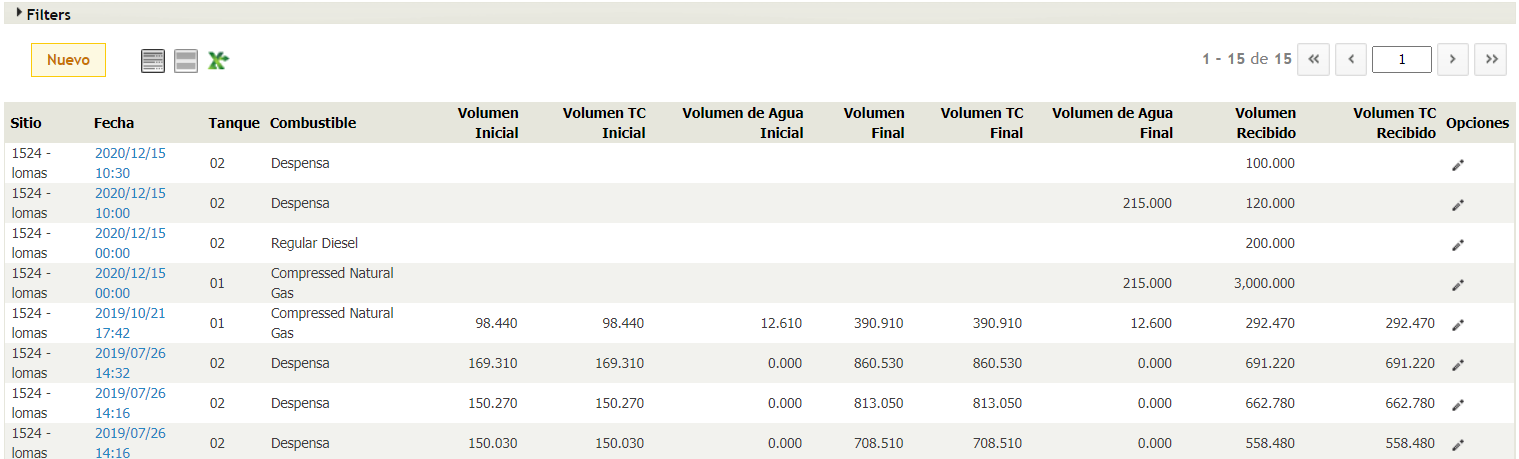 Filters
Nuevo
1 - 15 de 15 « ‹ 1 › »
Sitio Fecha Tanque Combustible Volumen Inicial Volumen TC Inicial Volumen de Agua Inicial Volumen Final Volumen TC Final Volumen de Agua Final Volumen Recibido Volumen TC Recibido Opciones
1524 - lomas 2020/12/15 10:30 02 Despensa 100.000
1524 - lomas 2020/12/15 10:00 02 Despensa 215.000 120.000
1524 - lomas 2020/12/15 00:00 02 Regular Diesel 200.000
1524 - lomas 2020/12/15 00:00 01 Compressed Natural Gas 215.000 3,000.000
1524 - lomas 2019/10/21 17:42 01 Compressed Natural Gas 98.440 98.440 12.610 390.910 390.910 12.600 292.470 292.470
1524 - lomas 2019/07/26 14:32 02 Despensa 169.310 169.310 0.000 860.530 860.530 0.000 691.220 691.220
1524 - lomas 2019/07/26 14:16 02 Despensa 150.270 150.270 0.000 813.050 813.050 0.000 662.780 662.780
1524 - lomas 2019/07/26 14:16 02 Despensa 150.030 150.030 0.000 708.510 708.510 0.000 558.480 558.480